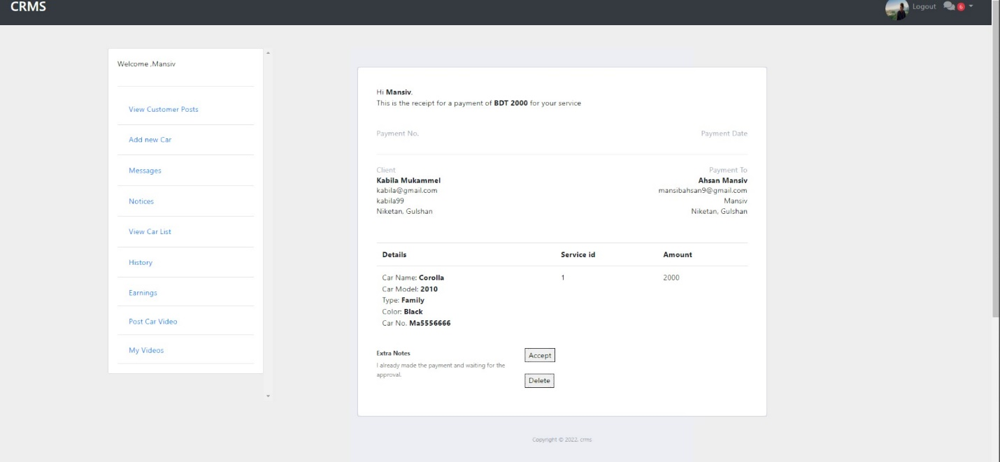 CRMS
Logout
6
Welcome ,Mansiv
View Customer Posts
Add new Car
Messages
Notices
View Car List
History
Earnings
Post Car Video
My Videos
Hi Mansiv,
This is the receipt for a payment of BDT 2000 for your service
Payment No. Payment Date
Client Payment To
Kabila Mukammel Ahsan Mansiv
kabila@gmail.com mansibahsan9@gmail.com
kabila99 Mansiv
Niketan, Gulshan Niketan, Gulshan
Details Service id Amount
Car Name: Corolla 1 2000
Car Model: 2010
Type: Family
Color: Black
Car No. Ma5556666
Extra Notes
I already made the payment and waiting for the
approval.
Accept
Delete
Copyright © 2022, crms